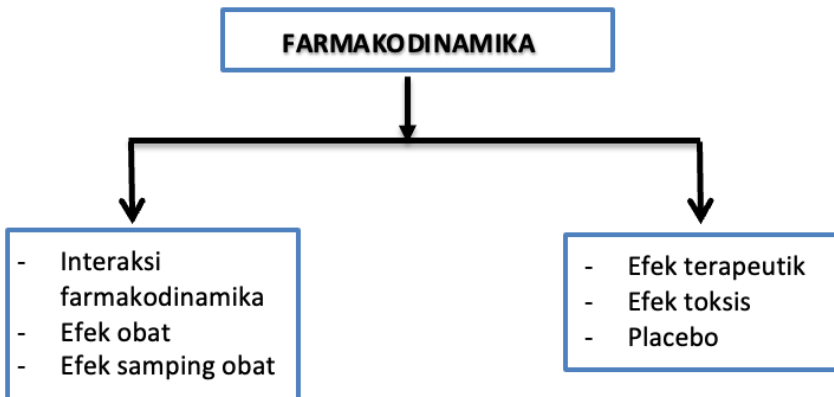 FARMAKODINAMIKA
- Interaksi
farmakodinamika
- Efek obat
- Efek samping obat
- Efek terapeutik
- Efek toksis
- Placebo